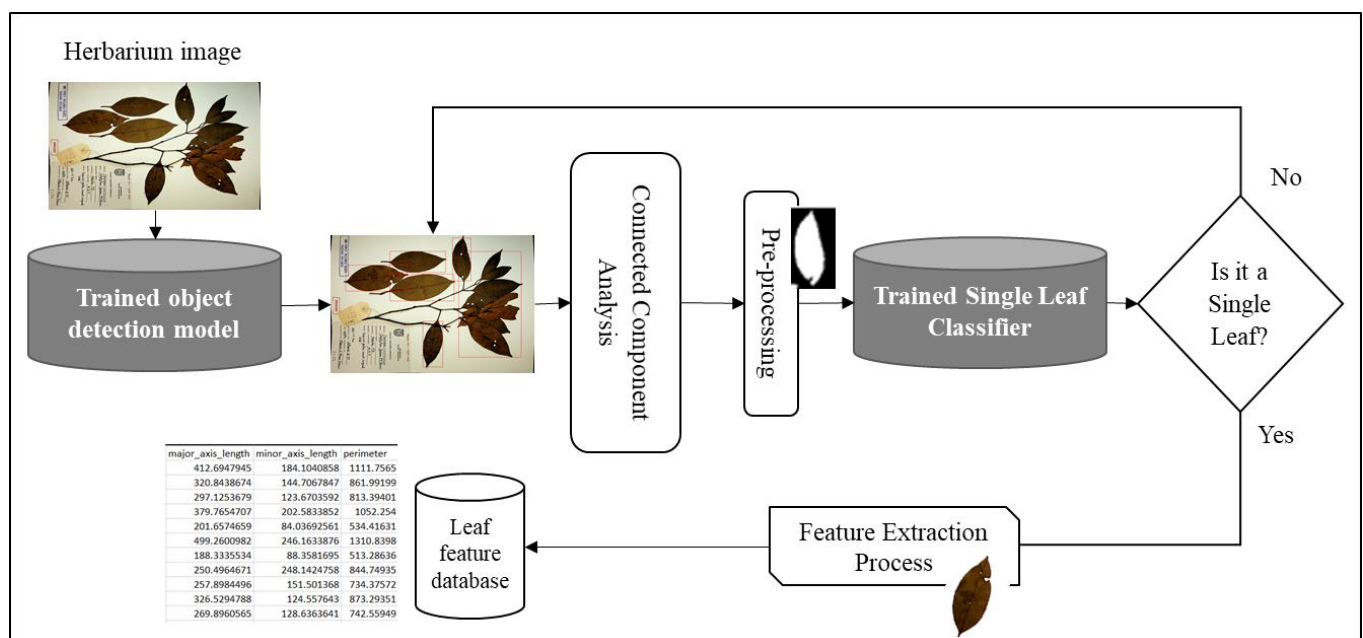 Herbarium image
Trained object
detection model
Connected Component
Analysis
Pre-processing
Trained Single Leaf
Classifier
Is it a
Single
Leaf?
No
Yes
Feature Extraction
Process
Leaf
feature
database
major_axis_length minor_axis_length perimeter
412.6947945 184.1040858 1111.7565
320.8438674 144.7067847 861.99199
297.1253679 123.6703592 813.39401
379.7654707 202.5833852 1052.254
201.6574659 84.03692561 534.41631
499.2600982 246.1633876 1310.8398
188.3335534 88.3581695 513.28636
250.4964671 248.1424758 844.74935
257.8984496 151.501368 734.37572
326.5294788 124.557643 873.29351
269.8960565 128.6363641 742.55949